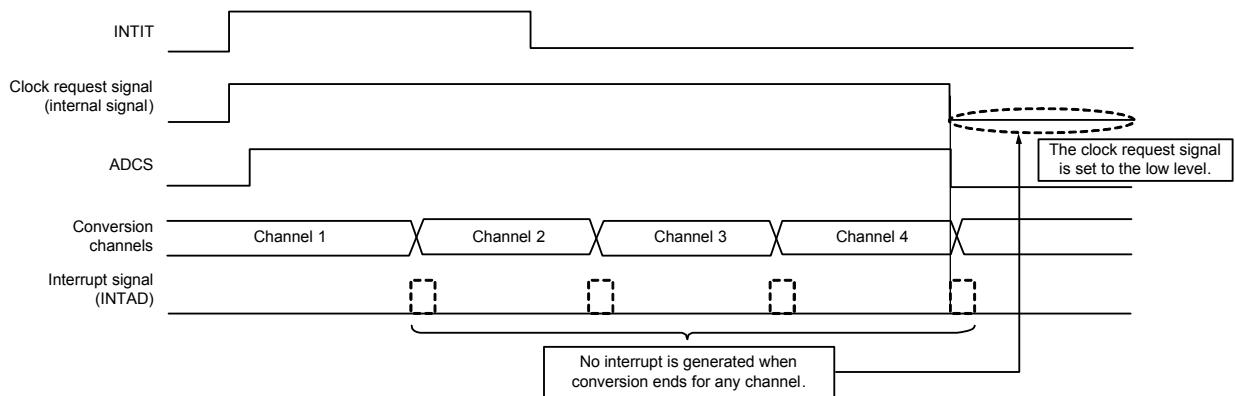 INTIT
Clock request signal
(internal signal)
The clock request signal
is set to the low level.
ADCS
Conversion
channels
Channel 1
Channel 2
Channel 3
Channel 4
Interrupt signal
(INTAD)
No interrupt is generated when
conversion ends for any channel.